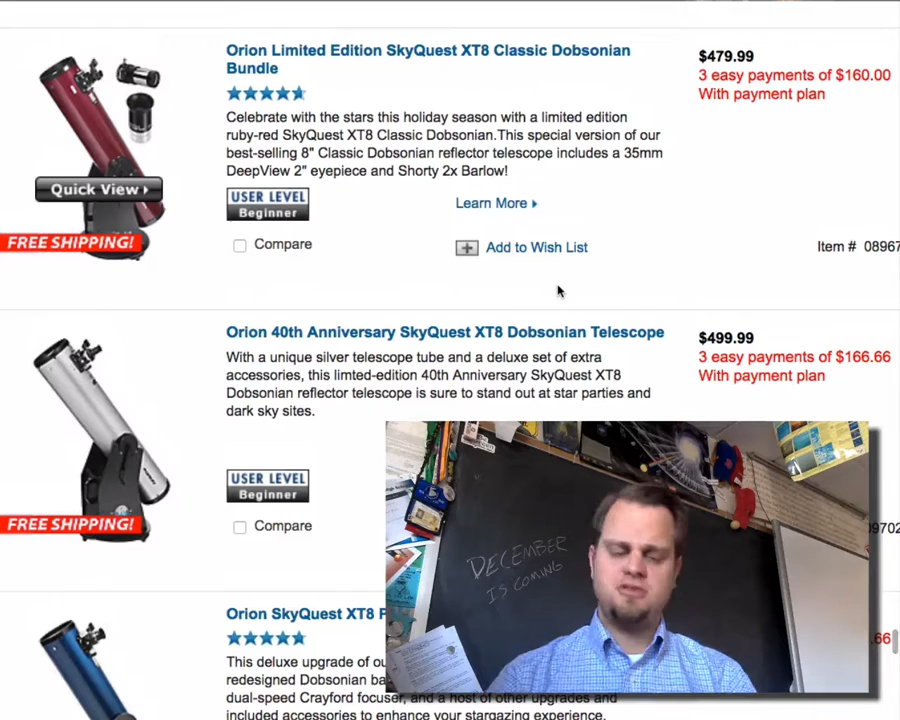 Orion Limited Edition SkyQuest XT8 Classic Dobsonian
Bundle
$479.99
3 easy payments of $160.00
With payment plan
Celebrate with the stars this holiday season with a limited edition
ruby-red SkyQuest XT8 Classic Dobsonian.This special version of our
best-selling 8" Classic Dobsonian reflector telescope includes a 35mm
DeepView 2" eyepiece and Shorty 2x Barlow!
Quick View
USER LEVEL
Beginner
Learn More
FREE SHIPPING!
Compare
Add to Wish List
Item # 08967
Orion 40th Anniversary SkyQuest XT8 Dobsonian Telescope
$499.99
3 easy payments of $166.66
With payment plan
With a unique silver telescope tube and a deluxe set of extra
accessories, this limted-edition 40th Anniversary SkyQuest XT8
Dobsonian reflector telescope is sure to stand out at star parties and
dark sky sites.
USER LEVEL
Beginner
FREE SHIPPING!
Compare
09702
DECEMBER
IS COMING
Orion SkyQuest XT8 P
.66
This deluxe upgrade of ou
redesigned Dobsonian ba
dual-speed Crayford focuser, and a host of other upgrades and
included accessories to enhance your stargazing experience.